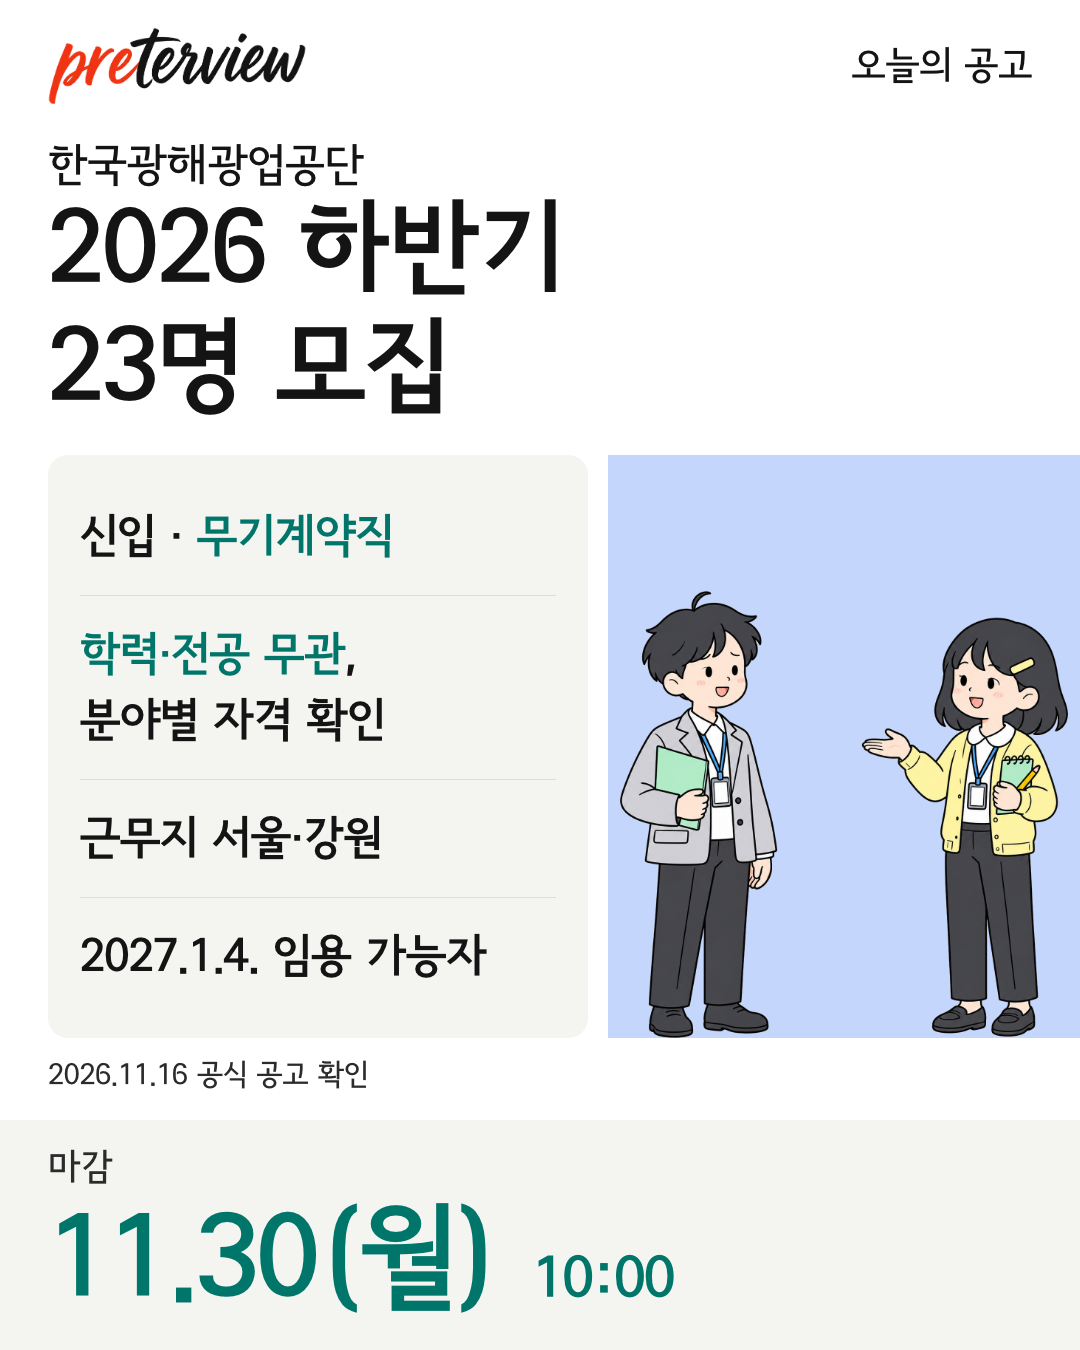 preterview
오늘의 공고
한국광해광업공단
2026 하반기
23명 모집
신입 · 무기계약직
학력·전공 무관,
분야별 자격 확인
근무지 서울·강원
2027.1.4. 임용 가능자
2026.11.16 공식 공고 확인
마감
11.30(월) 10:00